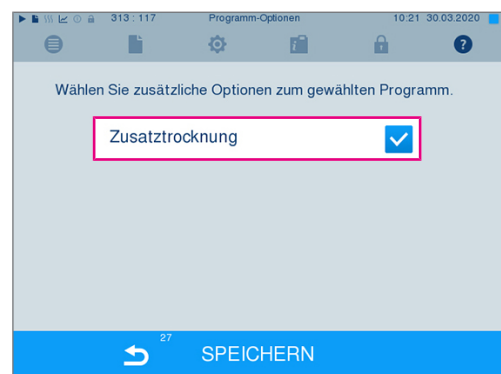 313 : 117 Programm-Optionen 10:21 30.03.2020
Wählen Sie zusätzliche Optionen zum gewählten Programm.
Zusatztrocknung
27 SPEICHERN